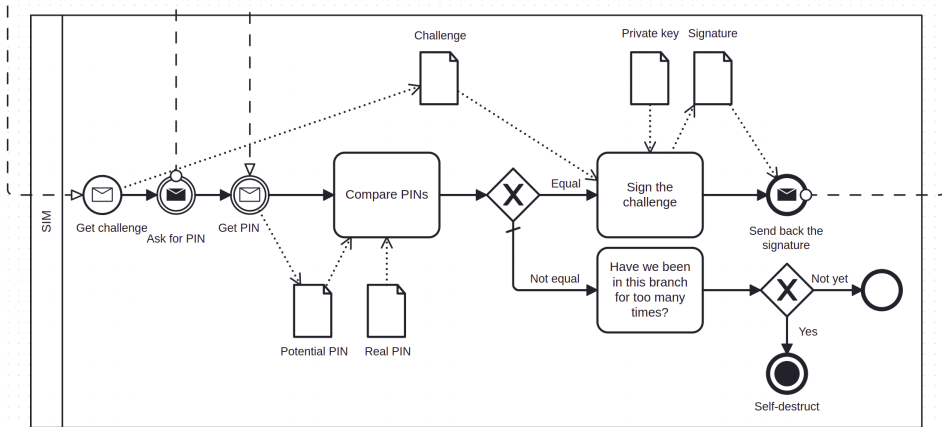 Challenge
Private key
Signature
SIM
Get challenge
Ask for PIN
Get PIN
Compare PINs
X
Equal
Sign the
challenge
Send back the
signature
Not equal
Have we been
in this branch
for too many
times?
X
Not yet
Yes
Potential PIN
Real PIN
Self-destruct